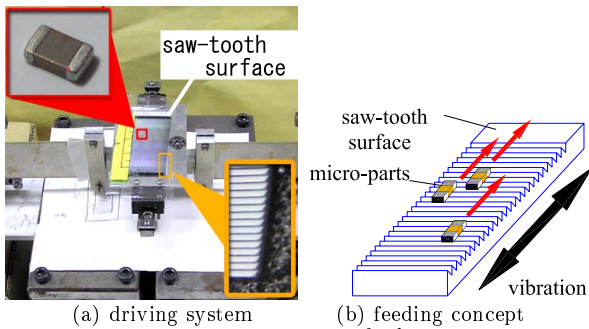 saw-tooth
surface
(a) driving system
saw-tooth
surface
micro-parts
vibration
(b) feeding concept